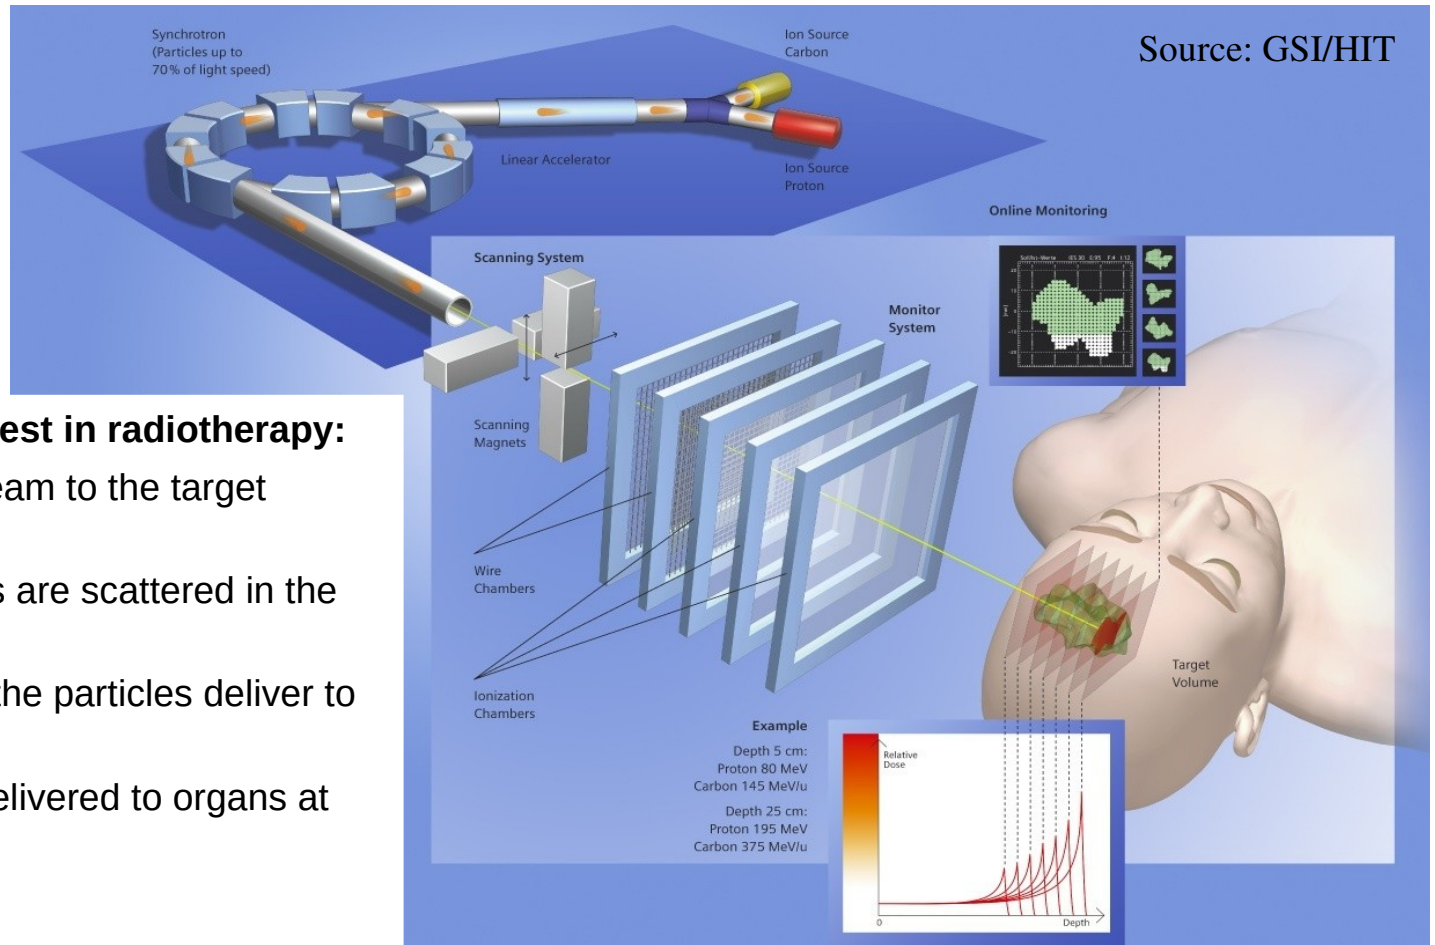 Synchrotron
(Particles up to
70% of light speed)
Ion Source
Carbon
Source: GSI/HIT
Linear Accelerator
Ion Source
Proton
Online Monitoring
Scanning System
Monitor
System
Scanning
Magnets
est in radiotherapy:
eam to the target
s are scattered in the
the particles deliver to
elivered to organs at
Wire
Chambers
Ionization
Chambers
Target
Volume
Example
Depth 5 cm:
Proton 80 MeV
Carbon 145 MeV/u
Depth 25 cm:
Proton 195 MeV
Carbon 375 MeV/u
Relative
Dose
0
Depth